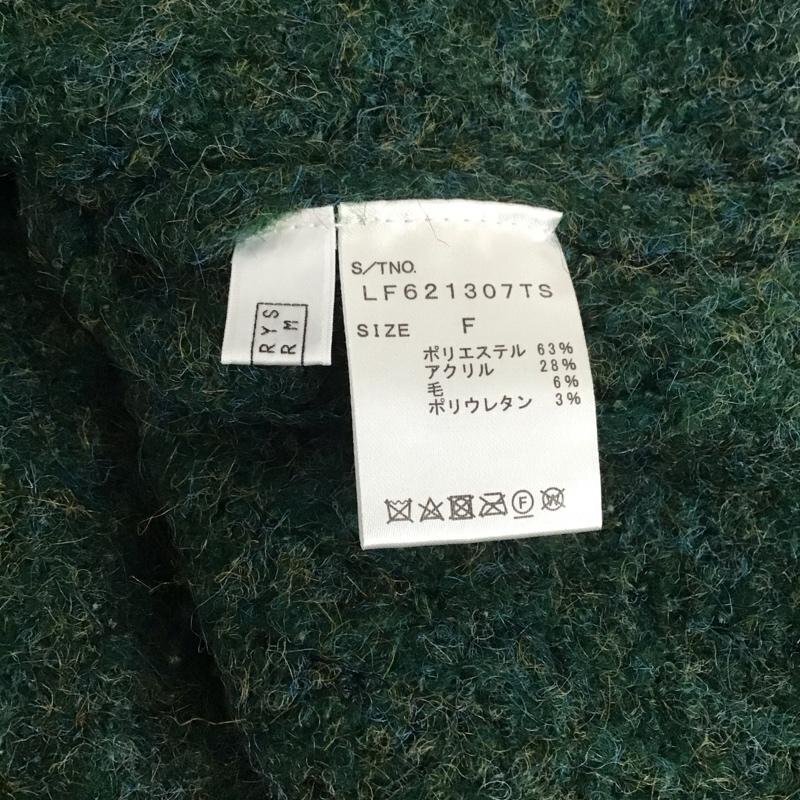 RYS
RM
S/TNO.
LF621307TS
SIZE F
ポリエステル 63%
アクリル 28%
毛 6%
ポリウレタン 3%
F
W